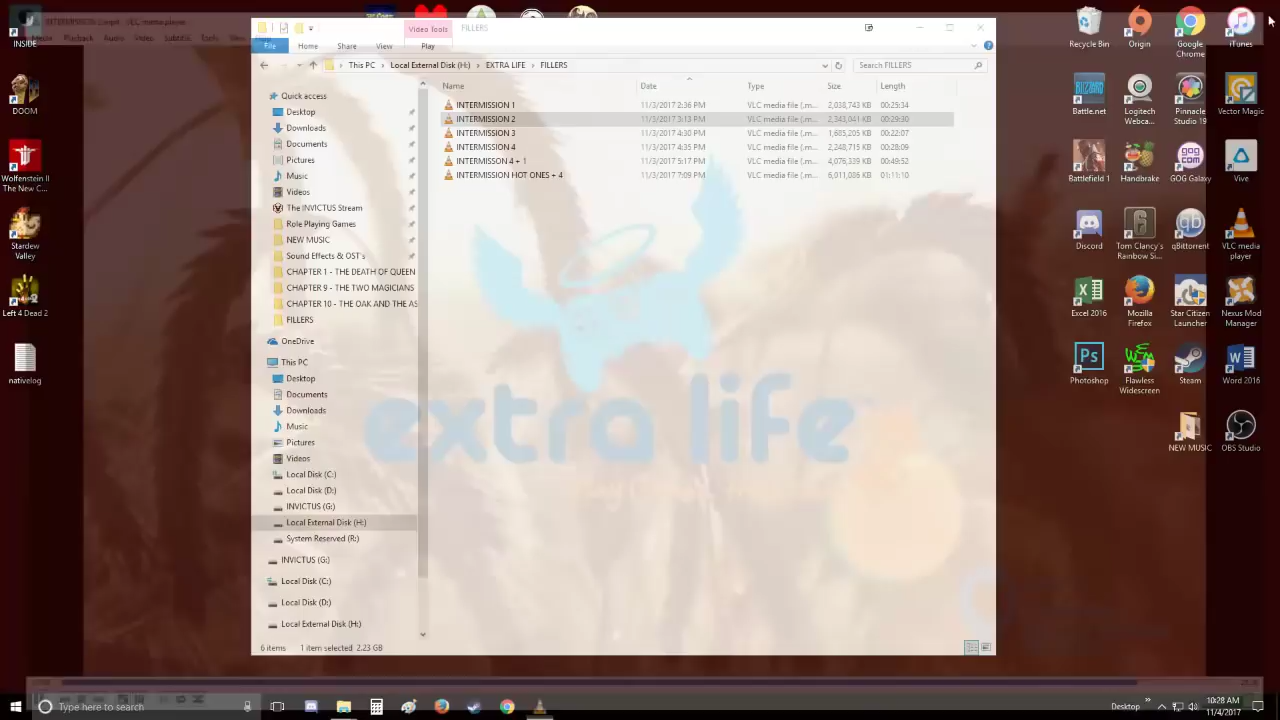 INSIDE
DOOM
Wolfenstein II
The New C...
Stardew
Valley
Left 4 Dead 2
nativelog
Media Playback Audio Video Subtitle Tools View
Video Tools
FILLERS
File Home Share View Play
This PC Local External Disk (H:) EXTRA LIFE FILLERS
Search FILLERS
Name Date Type Size Length
INTERMISSION 1 11/3/2017 2:36 PM VLC media file (.m... 2,038,743 KB 00:25:34
INTERMISSION 2 11/3/2017 3:13 PM VLC media file (.m... 2,343,041 KB 00:29:30
INTERMISSION 3 11/3/2017 4:30 PM VLC media file (.m... 1,685,205 KB 00:22:07
INTERMISSION 4 11/3/2017 4:35 PM VLC media file (.m... 2,248,715 KB 00:28:09
INTERMISSON 4 + 1 11/3/2017 5:17 PM VLC media file (.m... 4,076,339 KB 00:49:52
INTERMISSION HOT ONES + 4 11/3/2017 7:09 PM VLC media file (.m... 6,011,086 KB 01:11:10
Quick access
Desktop
Downloads
Documents
Pictures
Music
Videos
The INVICTUS Stream
Role Playing Games
NEW MUSIC
Sound Effects & OST's
CHAPTER 1 - THE DEATH OF QUEEN
CHAPTER 9 - THE TWO MAGICIANS
CHAPTER 10 - THE OAK AND THE AS
FILLERS
OneDrive
This PC
Desktop
Documents
Downloads
Music
Pictures
Videos
Local Disk (C:)
Local Disk (D:)
INVICTUS (G:)
Local External Disk (H:)
System Reserved (R:)
INVICTUS (G:)
Local Disk (C:)
Local Disk (D:)
Local External Disk (H:)
6 items 1 item selected 2.23 GB
extra life
Recycle Bin Origin Google
Chrome iTunes
Battle.net Logitech
Webca... Pinnacle
Studio 19 Vector Magic
Battlefield 1 Handbrake GOG Galaxy Vive
Discord Tom Clancy's
Rainbow Si... qBittorrent VLC media
player
Excel 2016 Mozilla
Firefox Star Citizen
Launcher Nexus Mod
Manager
Photoshop Flawless
Widescreen Steam Word 2016
NEW MUSIC OBS Studio
Type here to search
Desktop
10:28 AM
11/4/2017